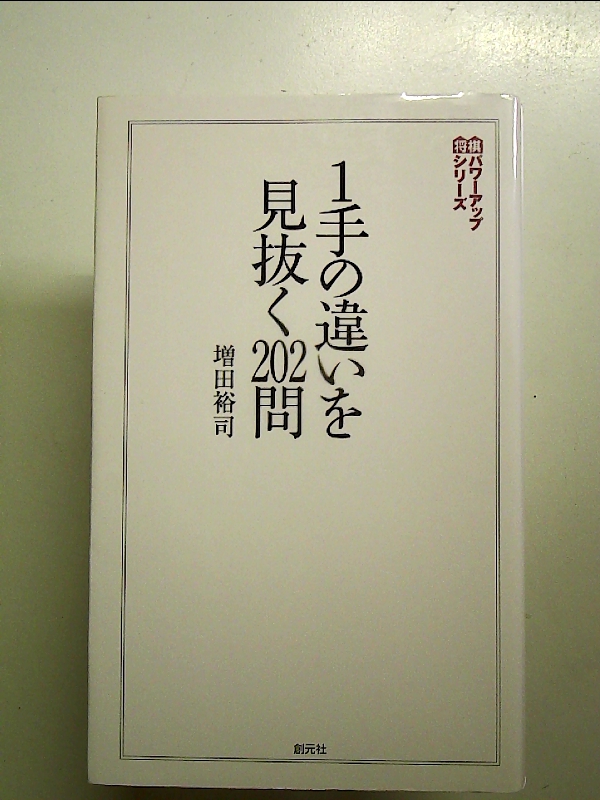 将棋パワーアップ
シリーズ
1手の違いを
見抜く202問
増田裕司
創元社